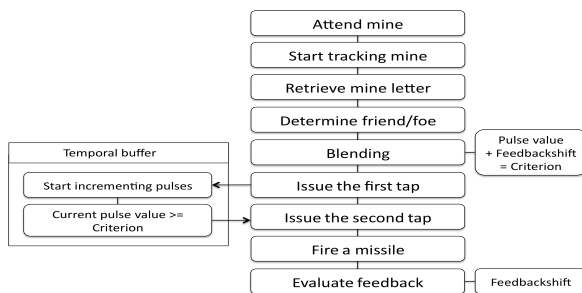 Attend mine
Start tracking mine
Retrieve mine letter
Determine friend/foe
Blending
Pulse value
+ Feedbackshift
= Criterion
Temporal buffer
Start incrementing pulses
Issue the first tap
Current pulse value >=
Criterion
Issue the second tap
Fire a missile
Evaluate feedback
Feedbackshift